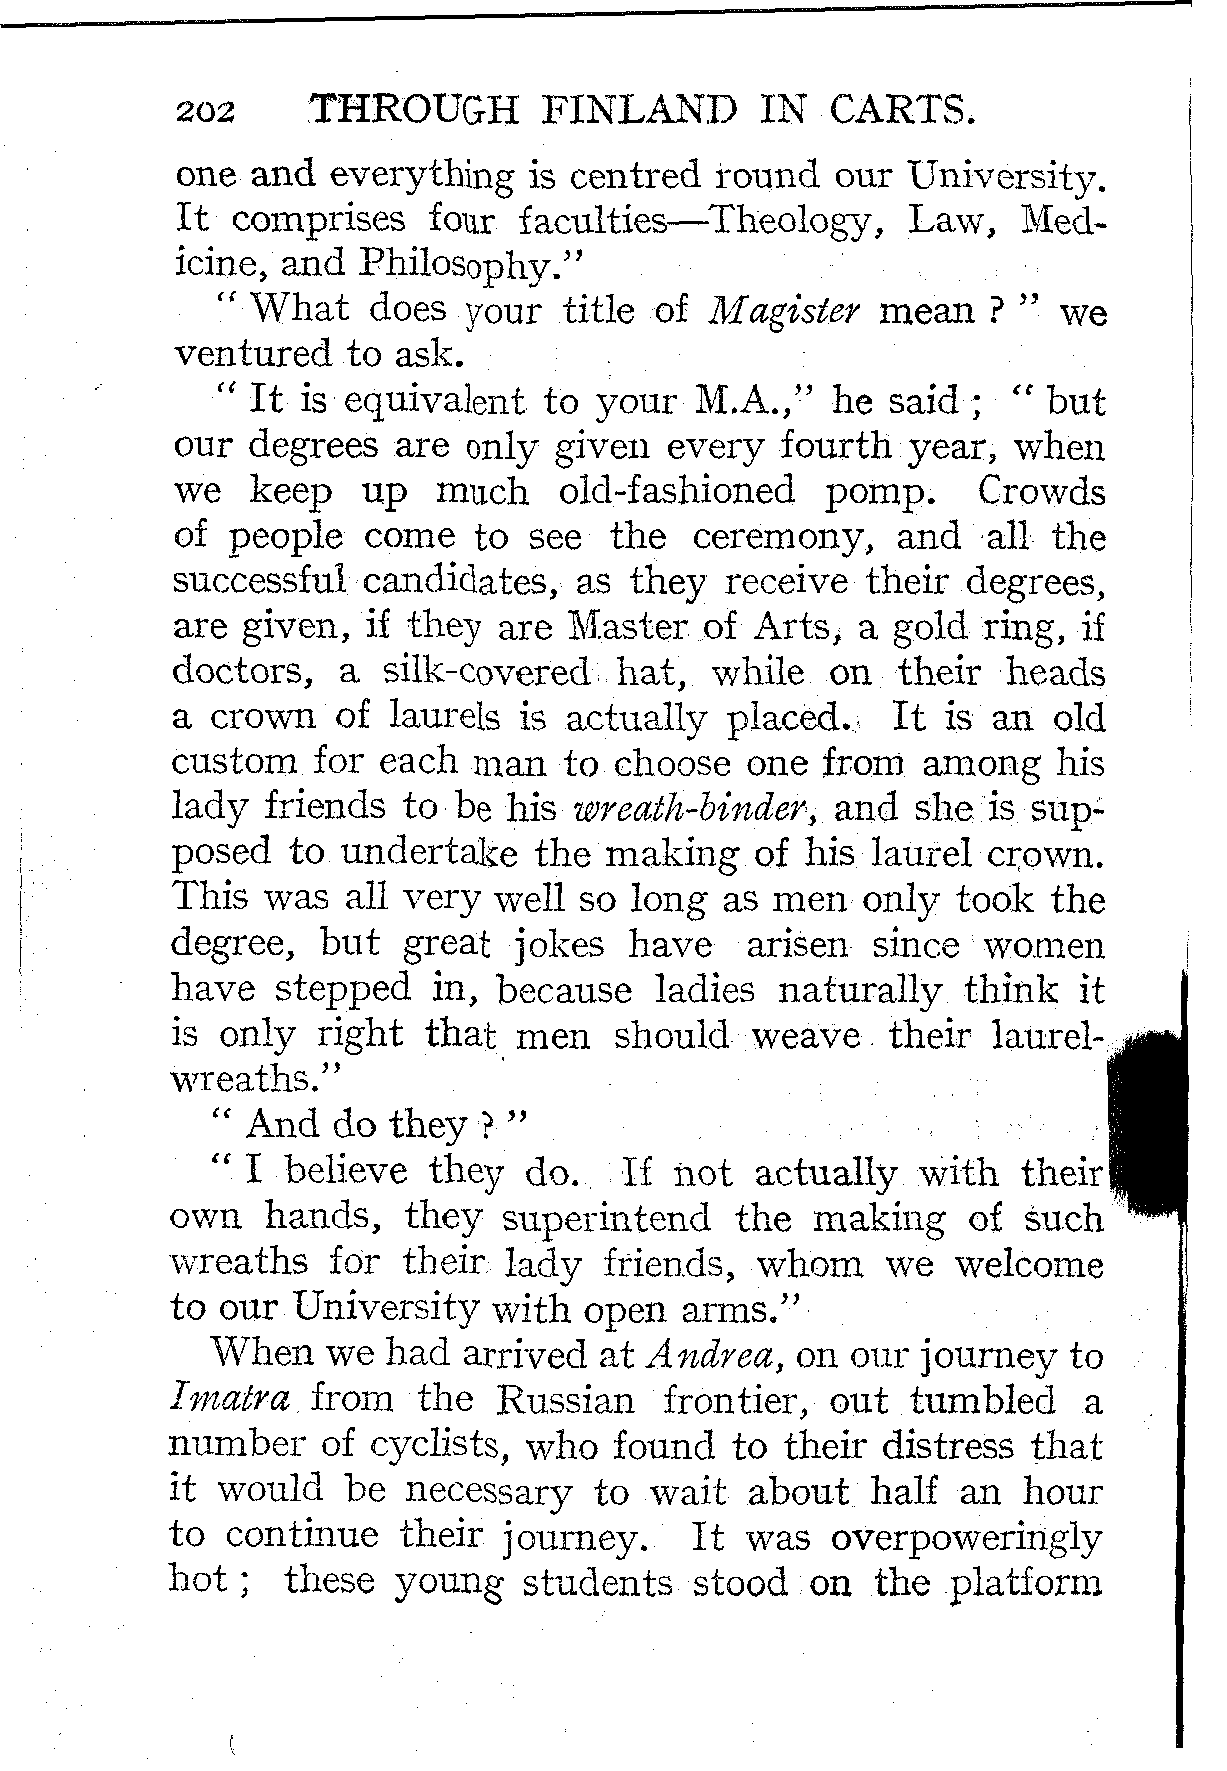 202 THROUGH FINLAND IN CARTS.
one and everything is centred round our University.
It comprises four faculties—Theology, Law, Med-
icine, and Philosophy.”
“ What does your title of Magister mean ? ” we
ventured to ask.
“ It is equivalent to your M.A.,” he said ; “ but
our degrees are only given every fourth year, when
we keep up much old-fashioned pomp. Crowds
of people come to see the ceremony, and all the
successful candidates, as they receive their degrees,
are given, if they are Master of Arts, a gold ring, if
doctors, a silk-covered hat, while on their heads
a crown of laurels is actually placed. It is an old
custom for each man to choose one from among his
lady friends to be his wreath-binder, and she is sup-
posed to undertake the making of his laurel crown.
This was all very well so long as men only took the
degree, but great jokes have arisen since women
have stepped in, because ladies naturally think it
is only right that men should weave their laurel-
wreaths.”
“ And do they ? ”
“ I believe they do. If not actually with their
own hands, they superintend the making of such
wreaths for their lady friends, whom we welcome
to our University with open arms.”
When we had arrived at Andrea, on our journey to
Imatra from the Russian frontier, out tumbled a
number of cyclists, who found to their distress that
it would be necessary to wait about half an hour
to continue their journey. It was overpoweringly
hot ; these young students stood on the platform